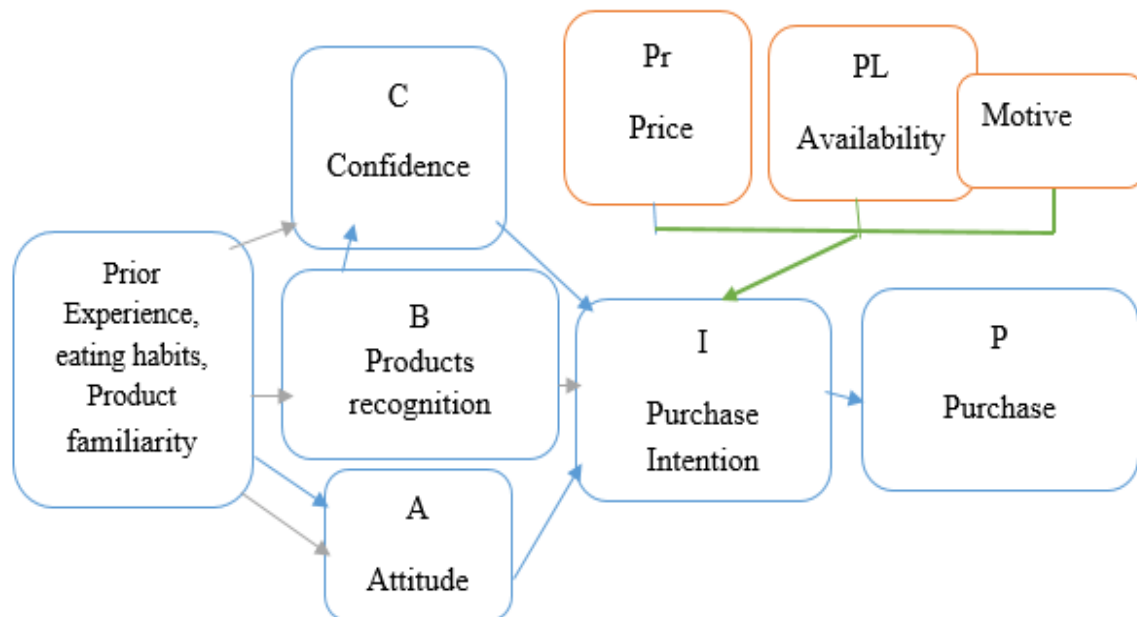 Prior
Experience,
eating habits,
Product
familiarity
C
Confidence
B
Products
recognition
A
Attitude
Pr
Price
PL
Availability
Motive
I
Purchase
Intention
P
Purchase